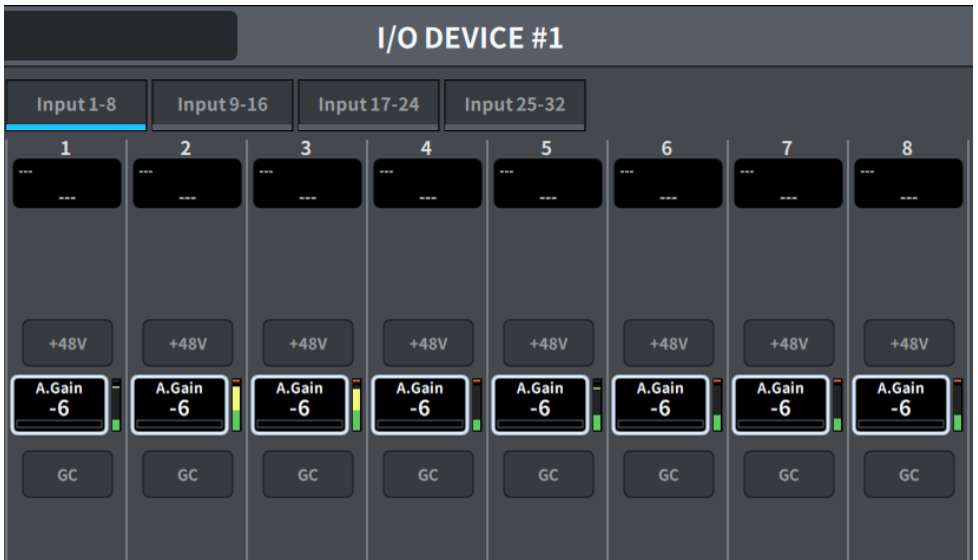 I/O DEVICE #1
Input 1-8 Input 9-16 Input 17-24 Input 25-32
1 2 3 4 5 6 7 8
--- --- --- --- --- --- --- ---
--- --- --- --- --- --- --- ---
+48V +48V +48V +48V +48V +48V +48V +48V
A.Gain A.Gain A.Gain A.Gain A.Gain A.Gain A.Gain A.Gain
-6 -6 -6 -6 -6 -6 -6 -6
GC GC GC GC GC GC GC GC